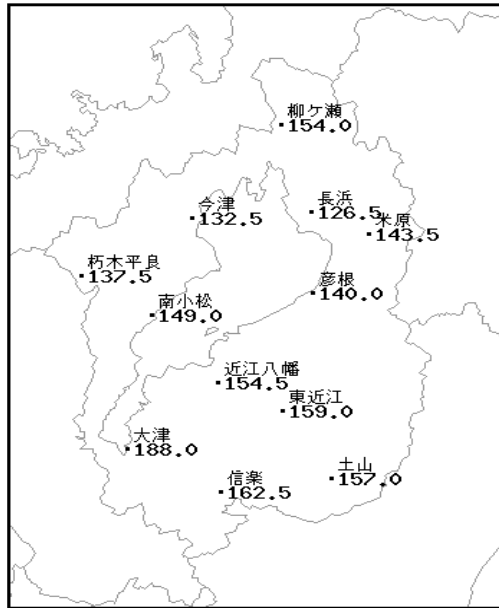 柳ケ瀬
154.0
今津
132.5
長浜
126.5
米原
143.5
朽木平良
137.5
彦根
140.0
南小松
149.0
近江八幡
154.5
東近江
159.0
大津
188.0
信楽
162.5
土山
157.0